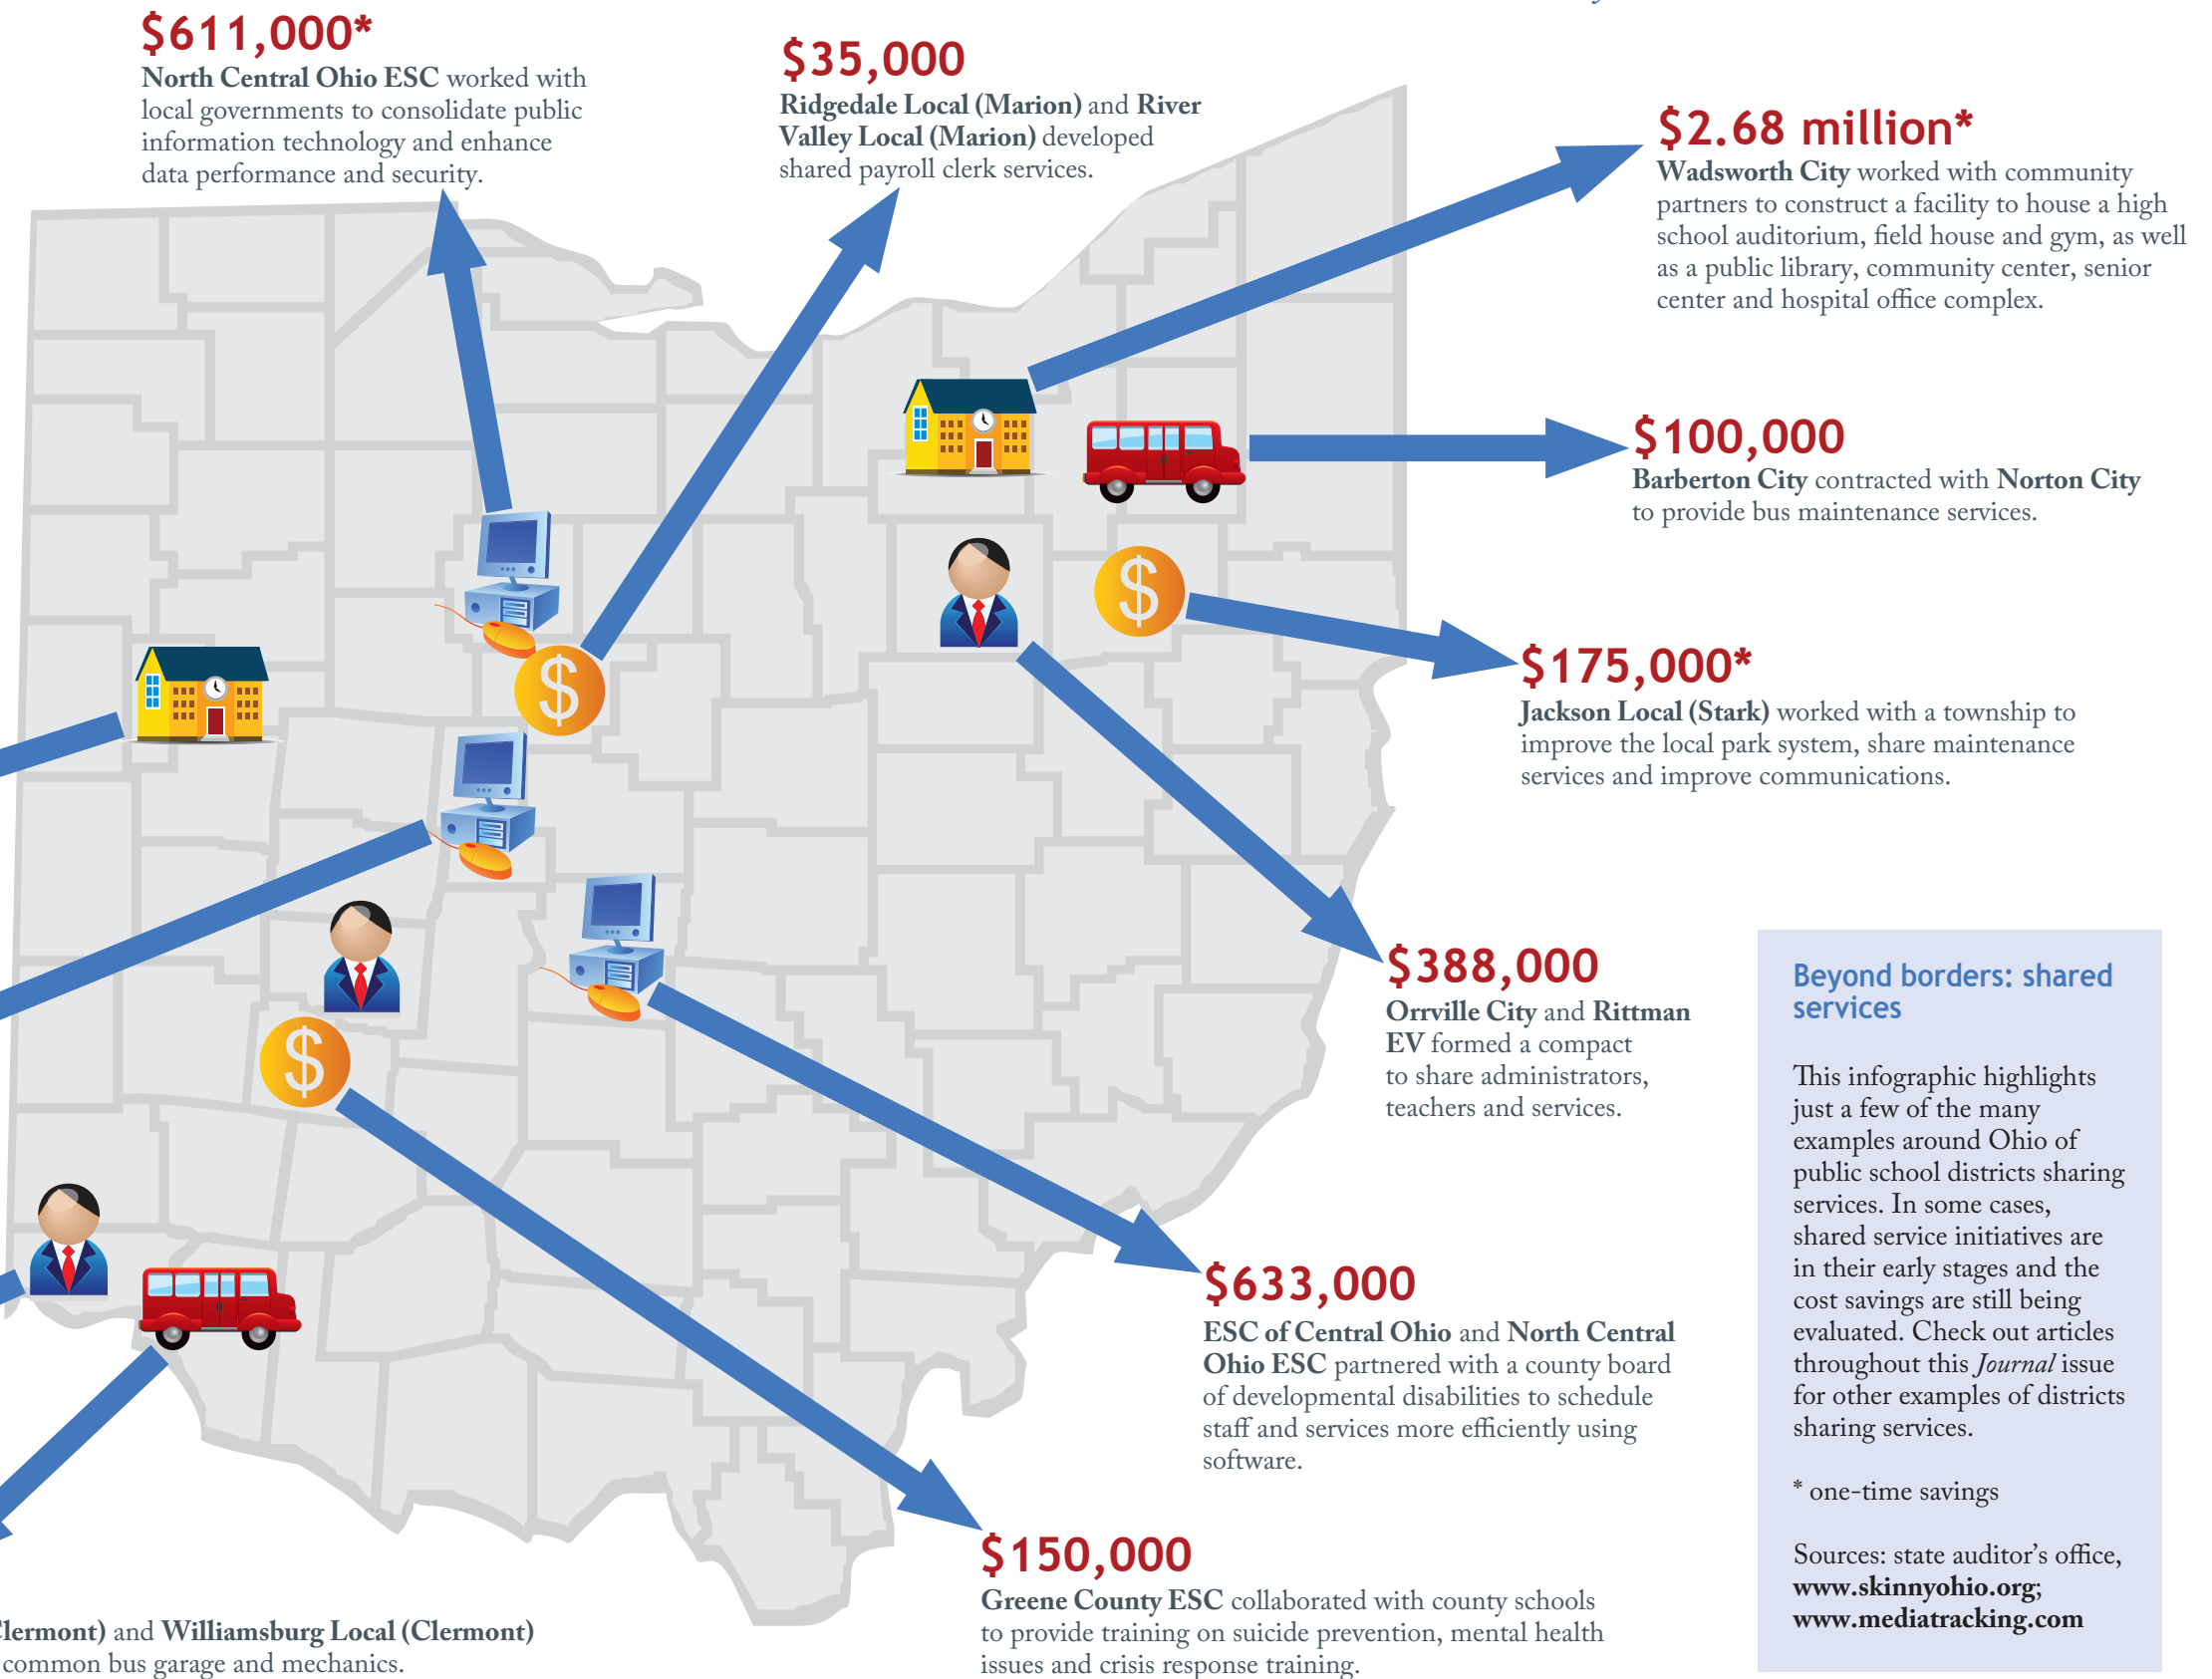 $611,000*
North Central Ohio ESC worked with
local governments to consolidate public
information technology and enhance
data performance and security.
$35,000
Ridgedale Local (Marion) and River
Valley Local (Marion) developed
shared payroll clerk services.
$2.68 million*
Wadsworth City worked with community
partners to construct a facility to house a high
school auditorium, field house and gym, as well
as a public library, community center, senior
center and hospital office complex.
$100,000
Barberton City contracted with Norton City
to provide bus maintenance services.
$175,000*
Jackson Local (Stark) worked with a township to
improve the local park system, share maintenance
services and improve communications.
$388,000
Orrville City and Rittman
EV formed a compact
to share administrators,
teachers and services.
$633,000
ESC of Central Ohio and North Central
Ohio ESC partnered with a county board
of developmental disabilities to schedule
staff and services more efficiently using
software.
$150,000
Greene County ESC collaborated with county schools
to provide training on suicide prevention, mental health
issues and crisis response training.
Clermont) and Williamsburg Local (Clermont)
common bus garage and mechanics.
Beyond borders: shared
services
This infographic highlights
just a few of the many
examples around Ohio of
public school districts sharing
services. In some cases,
shared service initiatives are
in their early stages and the
cost savings are still being
evaluated. Check out articles
throughout this Journal issue
for other examples of districts
sharing services.
* one-time savings
Sources: state auditor's office,
www.skinnyohio.org;
www.mediatracking.com